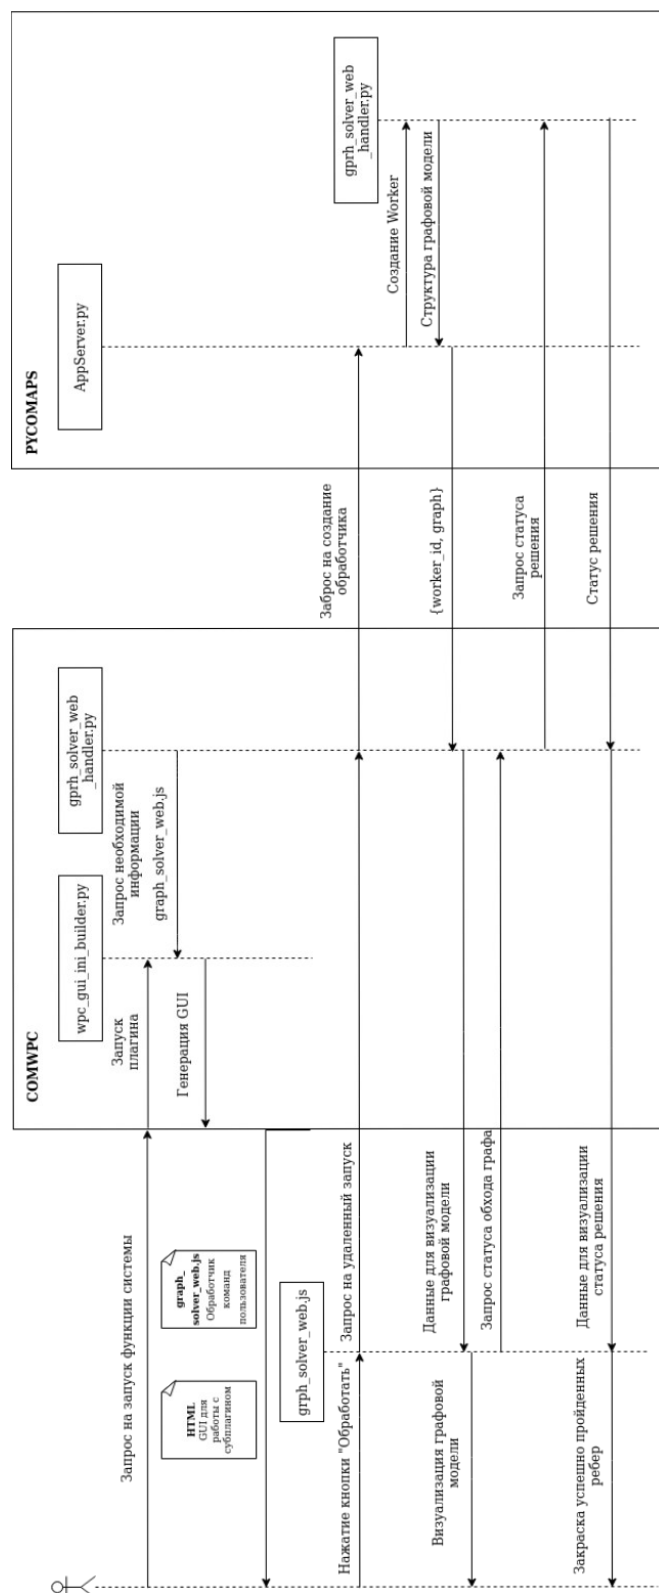 PYCOMAPS
AppServer.py
gprh_solver_web
_handler.py
Создание Worker
Структура графовой модели
Заброс на создание
обработчика
{worker_id, graph}
Запрос статуса
решения
Статус решения
COMWPC
wpc_gui_ini_builder.py
gprh_solver_web
_handler.py
Запуск
плагина
Запрос необходимой
информации
graph_solver_web.js
Генерация GUI
Запрос на запуск функции системы
graph_
solver_web.js
Обработчик
команд
пользователя
HTML
GUI для
работы с
субплагином
grph_solver_web.js
Запрос на удаленный запуск
Нажатие кнопки "Обработать"
Данные для визуализации
графовой модели
Визуализация графовой
модели
Запрос статуса обхода графа
Данные для визуализации
статуса решения
Закраска успешно пройденных
ребер